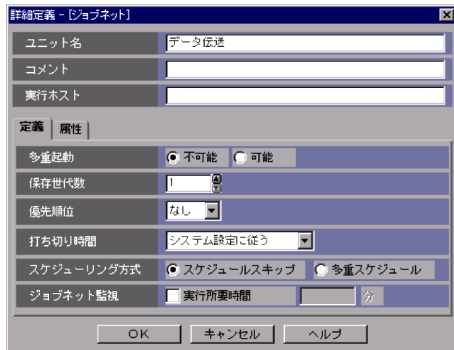 詳細定義 - [ジョブネット]
ユニット名 データ伝送
コメント
実行ホスト
定義 属性
多重起動 不可能 可能
保存世代数 1
優先順位 なし
打ち切り時間 システム設定に従う
スケジューリング方式 スケジュールスキップ 多重スケジュール
ジョブネット監視 実行所要時間 分
OK キャンセル ヘルプ